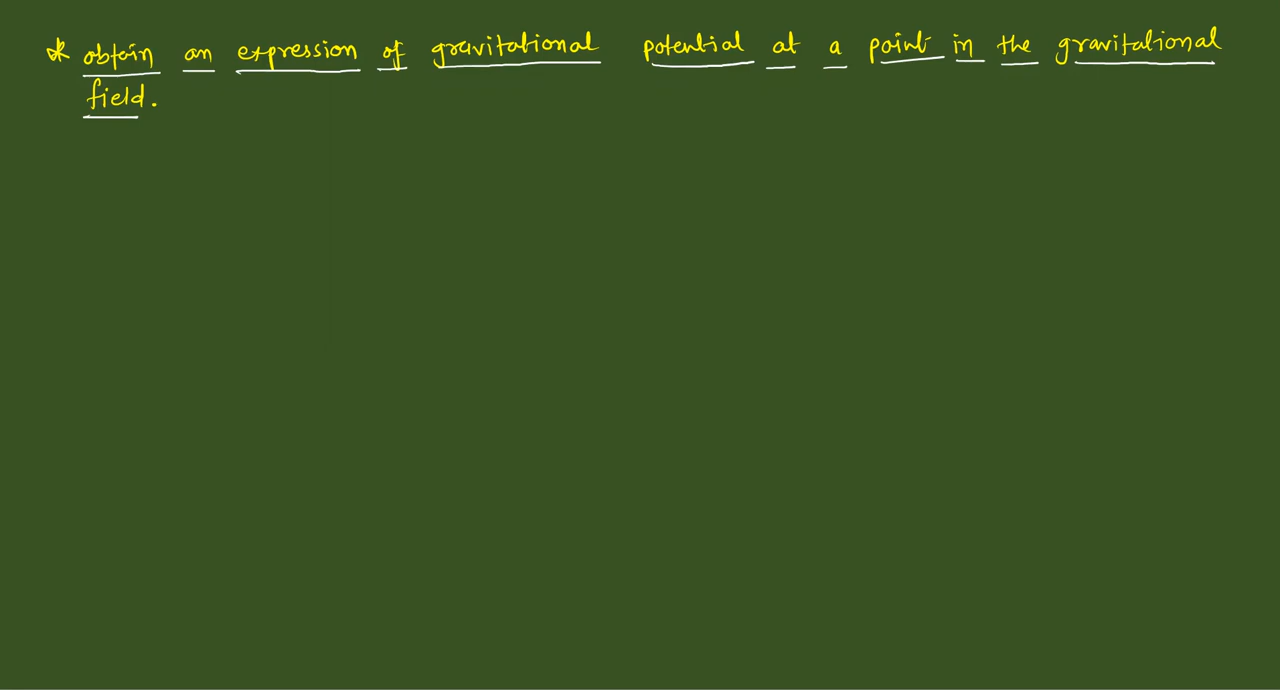 * obtain an expression of gravitational potential at a point in the gravitational
field.